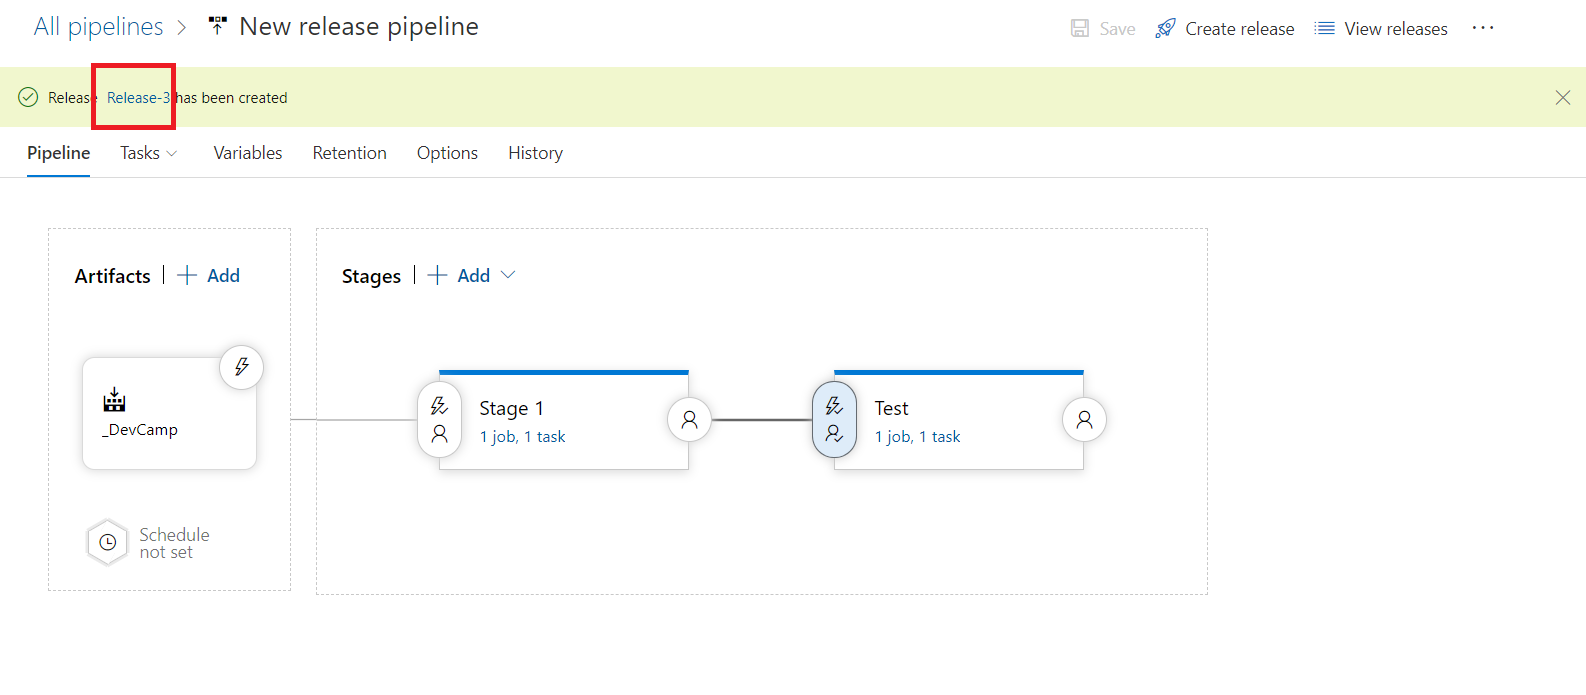 All pipelines > New release pipeline
Save Create release View releases ...
Release Release-3 has been created
Pipeline Tasks Variables Retention Options History
Artifacts | + Add
Stages | + Add
_DevCamp
Stage 1
1 job, 1 task
Test
1 job, 1 task
Schedule
not set